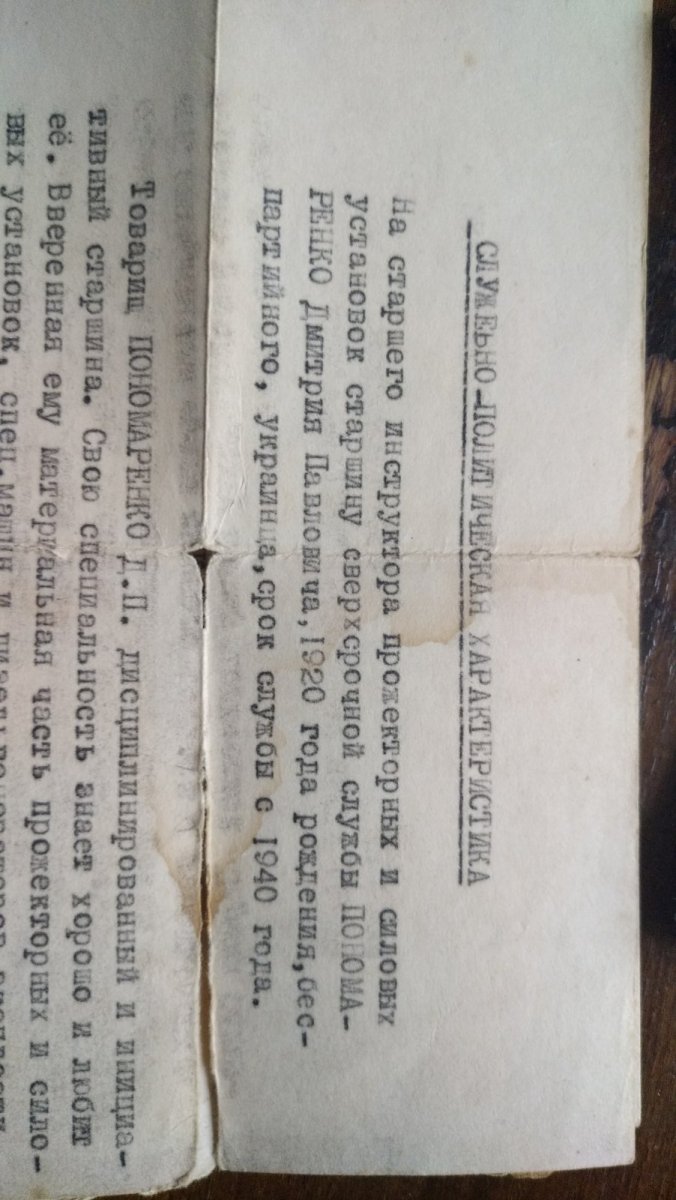 СЛУЖЕБНО-ПОЛИТИЧЕСКАЯ ХАРАКТЕРИСТИКА
На старшего инструктора прожекторных и силовых
установок старшину сверхсрочной службы ПОНОМА-
РЕНКО Дмитрия Павловича,1920 года рождения,бес-
партийного, украинца,срок службы с 1940 года.
Товарищ ПОНОМАРЕНКО Д.П. дисциплинированный и инициа-
тивный старшина. Свою специальность знает хорошо и любит
её. Вверенная ему материальная часть прожекторных и сило-
вых установок, спец.машин и